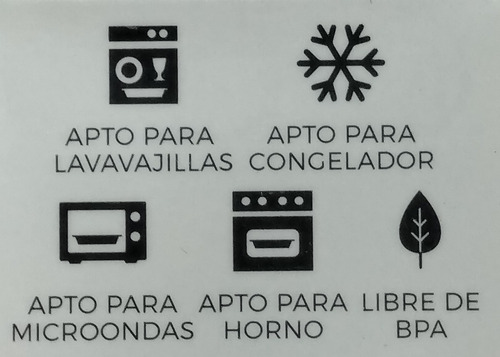 APTO PARA
LAVAVAJILLAS
APTO PARA
CONGELADOR
APTO PARA
MICROONDAS
APTO PARA
HORNO
LIBRE DE
BPA